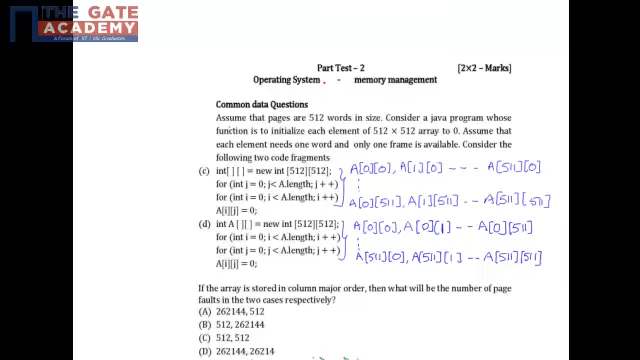 THE GATE
ACADEMY
A Forum of IIT / IISc Graduates
Part Test – 2 [2×2 – Marks]
Operating System - memory management
Common data Questions
Assume that pages are 512 words in size. Consider a java program whose
function is to initialize each element of 512 × 512 array to 0. Assume that
each element needs one word and only one frame is available. Consider the
following two code fragments
(c) int[ ] [ ] = new int [512][512]; A[0][0], A[1][0] --- - A[511][0]
for (int j = 0; j< A.length; j + +) ⋮
for (int i = 0; i < A.length; i ++) A[0][511], A[1][511] -- A[511][511]
A[i][j] = 0;
(d) int A [ ][ ] = new int [512][512]; A[0][0], A[0][1] -- A[0][511]
for (int i = 0; i < A.length; i + +) ⋮
for (int j = 0; j < A.length; j + +) A[511][0], A[511][1] -- A[511][511]
A[i][j] = 0;
If the array is stored in column major order, then what will be the number of page
faults in the two cases respectively?
(A) 262144, 512
(B) 512, 262144
(C) 512, 512
(D) 262144, 26214